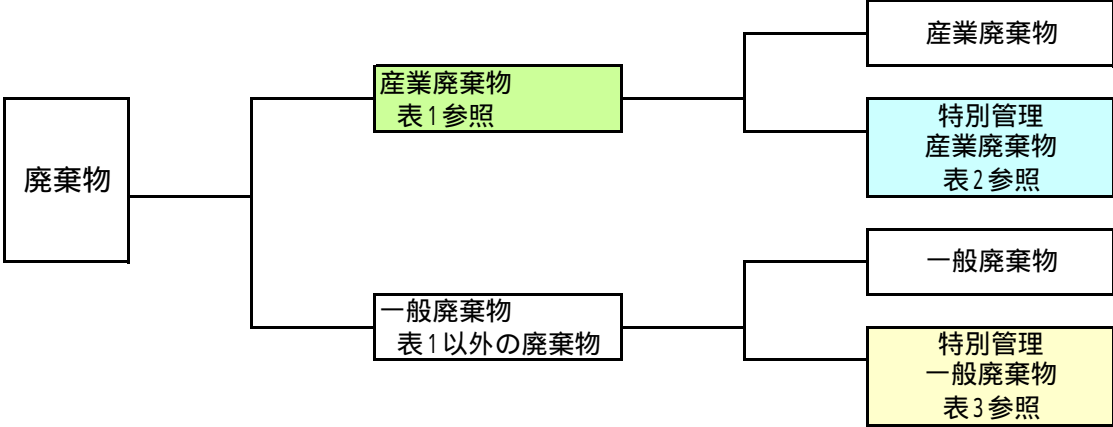 廃棄物
産業廃棄物
表1参照
一般廃棄物
表1以外の廃棄物
産業廃棄物
特別管理
産業廃棄物
表2参照
一般廃棄物
特別管理
一般廃棄物
表3参照